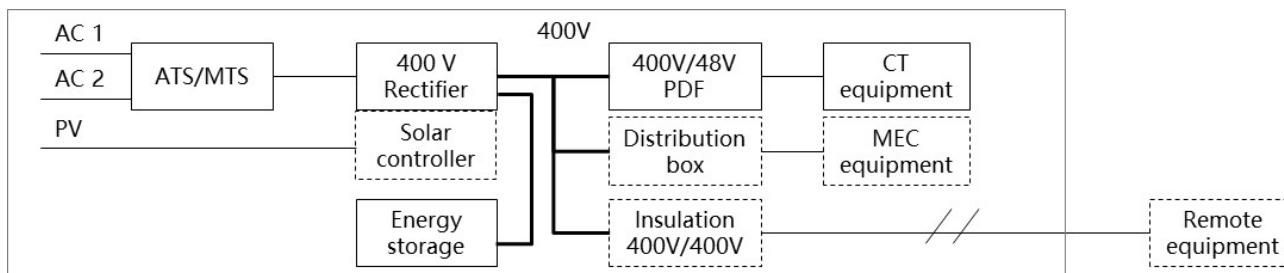 AC 1
AC 2
PV
ATS/MTS
400 V
Rectifier
Solar
controller
Energy
storage
400V
400V/48V
PDF
Distribution
box
Insulation
400V/400V
CT
equipment
MEC
equipment
Remote
equipment